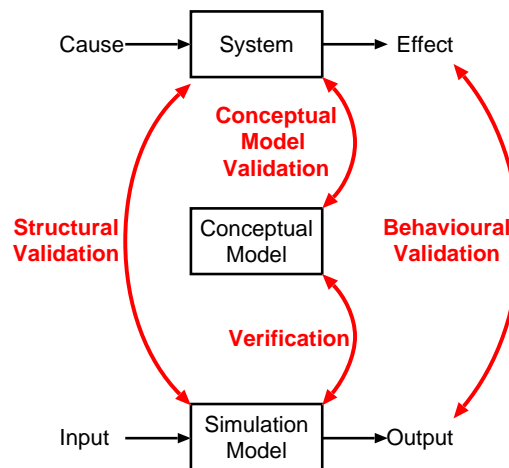 Cause
System
Effect
Conceptual
Model
Validation
Structural
Validation
Conceptual
Model
Behavioural
Validation
Verification
Input
Simulation
Model
Output